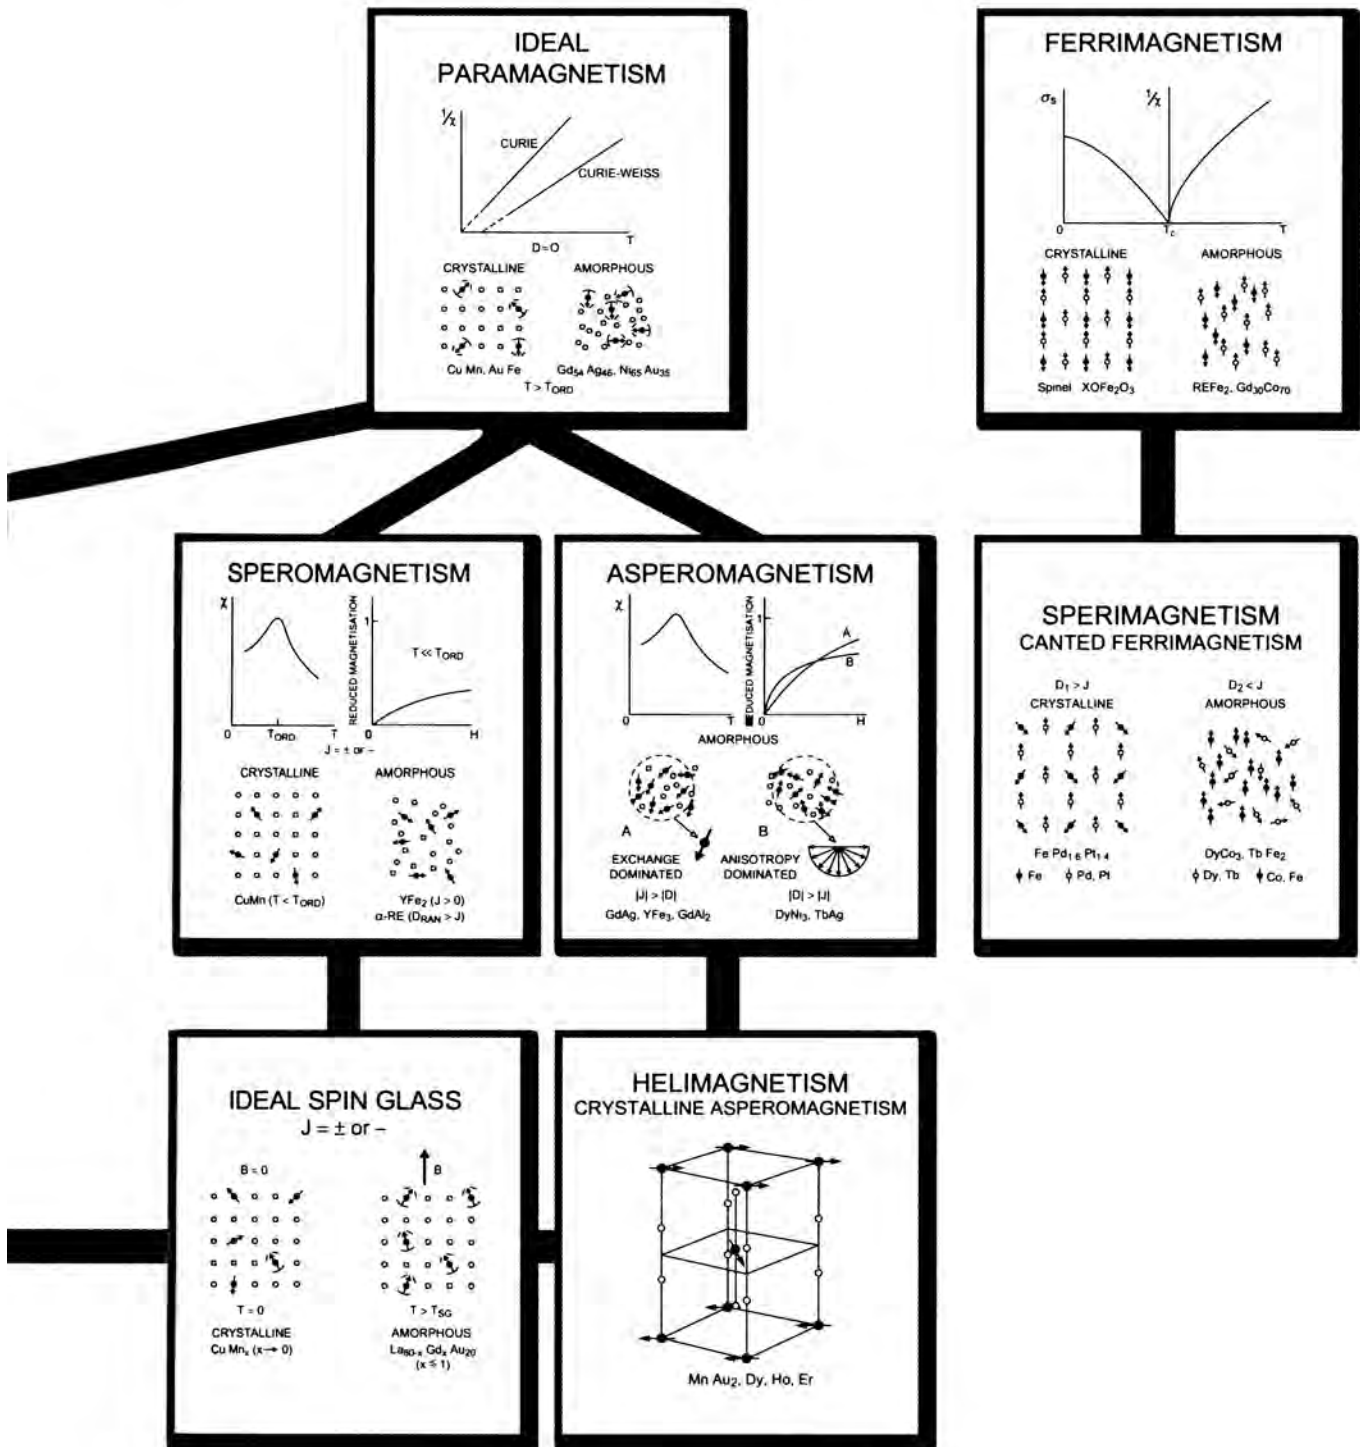 IDEAL
PARAMAGNETISM
1/χ
CURIE
CURIE-WEISS
T
D=O
CRYSTALLINE
AMORPHOUS
Cu Mn, Au Fe
Gd54 Ag46, Ni65 Au35
T > TORD
FERRIMAGNETISM
σs
1/χ
0
Tc
T
CRYSTALLINE
AMORPHOUS
Spinel XOFe2O3
REFe2, Gd30Co70
SPEROMAGNETISM
χ
REDUCED MAGNETISATION
1
T ≪ TORD
0
TORD.
T
0
H
J = ± or –
CRYSTALLINE
AMORPHOUS
CuMn (T < TORD)
YFe2 (J > 0)
α-RE (DRAN > J)
ASPEROMAGNETISM
χ
REDUCED MAGNETISATION
1
A
B
0
T
0
H
AMORPHOUS
A
B
EXCHANGE
DOMINATED
ANISOTROPY
DOMINATED
|J| > |D|
|D| > |J|
GdAg, YFe3, GdAl2
DyNi3, TbAg
SPERIMAGNETISM
CANTED FERRIMAGNETISM
D1 > J
D2 < J
CRYSTALLINE
AMORPHOUS
Fe Pd1.6 Pt1.4
DyCo3, Tb Fe2
Fe
Pd, Pt
Dy, Tb
Co, Fe
IDEAL SPIN GLASS
J = ± or –
B = 0
B
T = 0
T > TSG
CRYSTALLINE
AMORPHOUS
Cu Mnx (x → 0)
La80-x Gdx Au20
(x ≤ 1)
HELIMAGNETISM
CRYSTALLINE ASPEROMAGNETISM
Mn Au2, Dy, Ho, Er